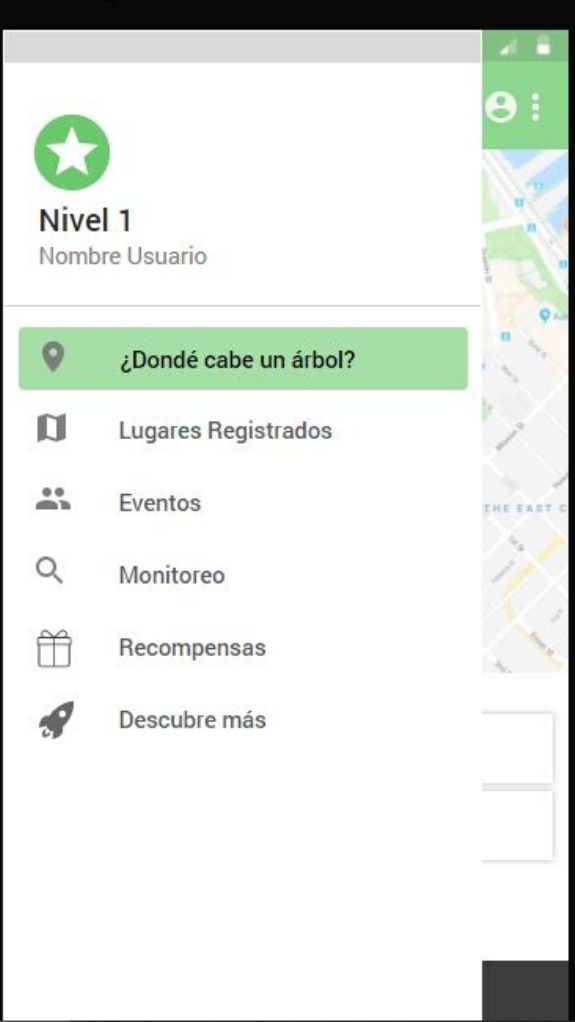 Nivel 1
Nombre Usuario
¿Dondé cabe un árbol?
Lugares Registrados
Eventos
Monitoreo
Recompensas
Descubre más
THE EAST C